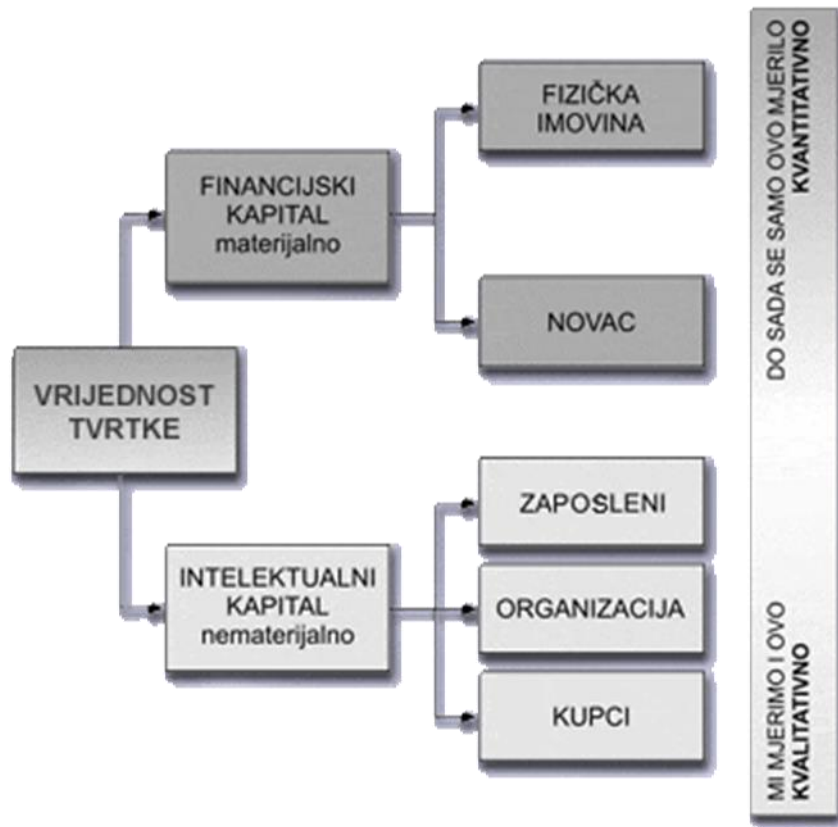 VRIJEDNOST
TVRTKE
FINANCIJSKI
KAPITAL
materijalno
FIZIČKA
IMOVINA
NOVAC
INTELEKTUALNI
KAPITAL
nematerijalno
ZAPOSLENI
ORGANIZACIJA
KUPCI
DO SADA SE SAMO OVO MJERILO
KVANTITATIVNO
MI MJERIMO I OVO
KVALITATIVNO